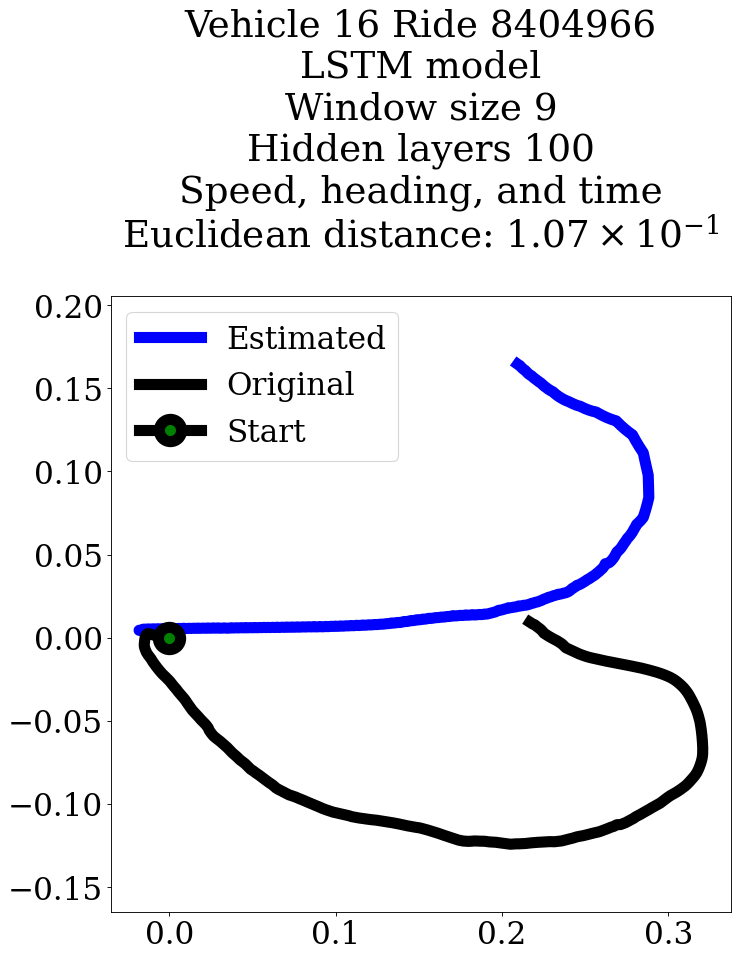 Vehicle 16 Ride 8404966
LSTM model
Window size 9
Hidden layers 100
Speed, heading, and time
Euclidean distance: 1.07 × 10⁻¹
0.20
0.15
0.10
0.05
0.00
−0.05
−0.10
−0.15
Estimated
Original
Start
0.0 0.1 0.2 0.3